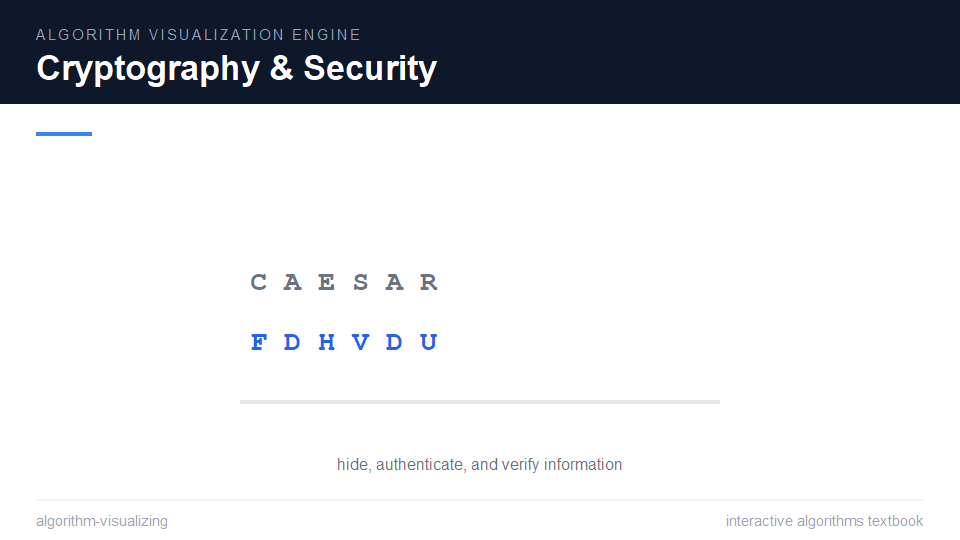 ALGORITHM VISUALIZATION ENGINE
Cryptography & Security
C A E S A R
F D H V D U
hide, authenticate, and verify information
algorithm-visualizing
interactive algorithms textbook